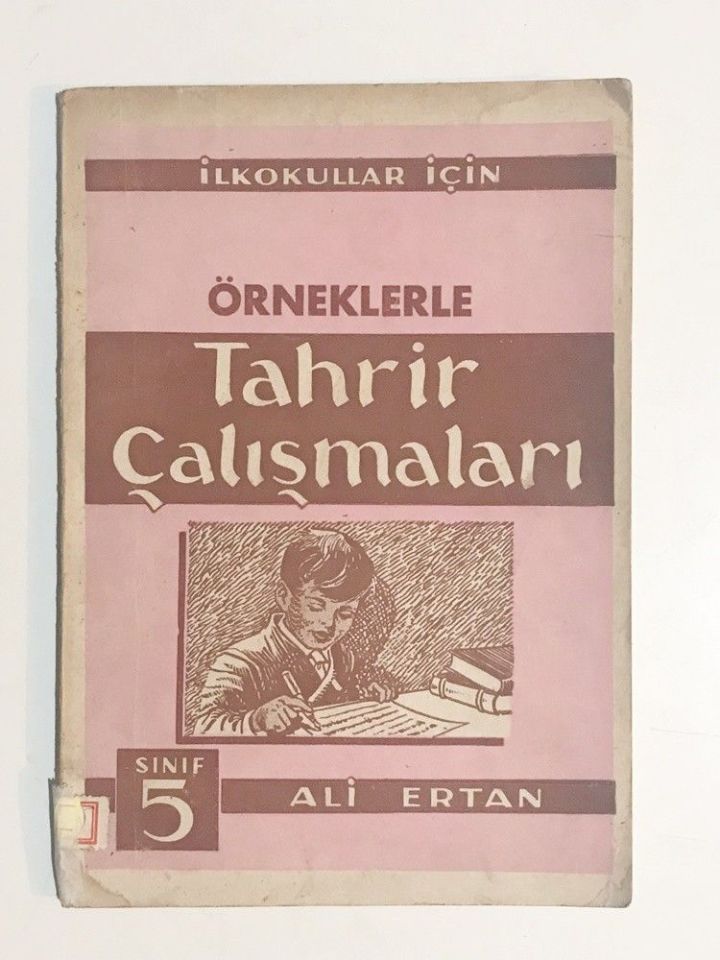 İLKOKULLAR İÇİN
ÖRNEKLERLE
Tahrir
Çalışmaları
SINIF
5
ALİ ERTAN